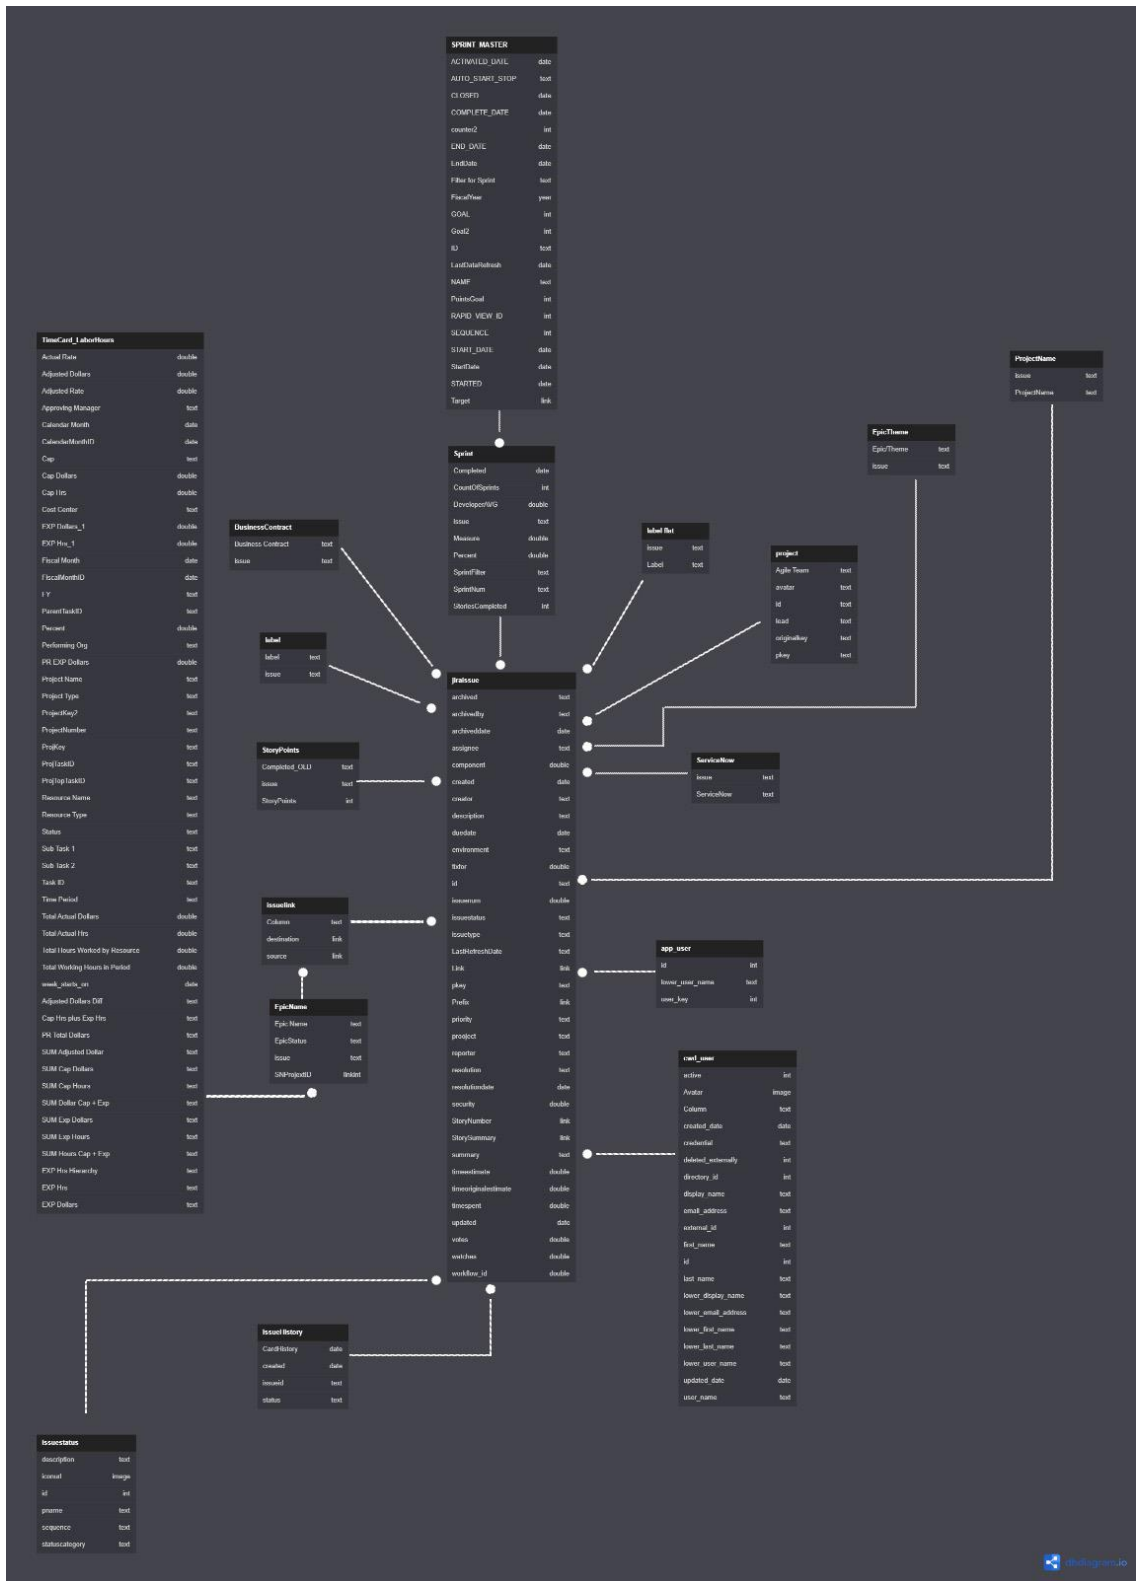 SPRINT_MASTER
ACTIVATED_DATE date
AUTO_START_STOP text
CLOSED date
COMPLETE_DATE date
counter2 int
END_DATE date
EndDate date
Filter for Sprint text
FiscalYear year
GOAL int
Goal2 int
ID text
LastDataRefresh date
NAME text
PointsGoal int
RAPID_VIEW_ID int
SEQUENCE int
START_DATE date
StartDate date
STARTED date
Target link
TimeCard_LaborHours
Actual Rate double
Adjusted Dollars double
Adjusted Rate double
Approving Manager text
Calendar Month date
CalendarMonthID date
Cap text
Cap Dollars double
Cap Hrs double
Cost Center text
EXP Dollars_1 double
EXP Hrs_1 double
Fiscal Month date
FiscalMonthID date
FY text
ParentTaskID text
Percent double
Performing Org text
PR EXP Dollars double
Project Name text
Project Type text
ProjectKey2 text
ProjectNumber text
ProjKey text
ProjTaskID text
ProjTopTaskID text
Resource Name text
Resource Type text
Status text
Sub Task 1 text
Sub Task 2 text
Task ID text
Time Period text
Total Actual Dollars double
Total Actual Hrs double
Total Hours Worked by Resource double
Total Working Hours in Period double
week_starts_on date
Adjusted Dollars Diff text
Cap Hrs plus Exp Hrs text
PR Total Dollars text
SUM Adjusted Dollar text
SUM Cap Dollars text
SUM Cap Hours text
SUM Dollar Cap + Exp text
SUM Exp Dollars text
SUM Exp Hours text
SUM Hours Cap + Exp text
EXP Hrs Hierarchy text
EXP Hrs text
EXP Dollars text
ProjectName
issue text
ProjectName text
EpicTheme
Epic/Theme text
issue text
Sprint
Completed date
CountOfSprints int
DeveloperAVG double
issue text
Measure double
Percent double
SprintFilter text
SprintNum text
StoriesCompleted int
BusinessContract
Business Contract text
issue text
label flat
Issue text
Label text
project
Agile Team text
avatar text
id text
lead text
originalkey text
pkey text
label
label text
issue text
jiraissue
archived text
archivedby text
archiveddate date
assignee text
component double
created date
creator text
description text
duedate date
environment text
fixfor double
id text
issuenum double
issuestatus text
issuetype text
LastRefreshDate text
Link link
pkey text
Prefix link
priority text
proejct text
reporter text
resolution text
resolutiondate date
security double
StoryNumber link
StorySummary link
summary text
timeestimate double
timeoriginalestimate double
timespent double
updated date
votes double
watches double
workflow_id double
StoryPoints
Completed_OLD text
issue text
StoryPoints int
ServiceNow
issue text
ServiceNow text
issuelink
Column text
destination link
source link
app_user
id int
lower_user_name text
user_key int
EpicName
Epic Name text
EpicStatus text
issue text
SNProjextID linkint
cwd_user
active int
Avatar image
Column text
created_date date
credential text
deleted_externally int
directory_id int
display_name text
email_address text
external_id int
first_name text
id int
last_name text
lower_display_name text
lower_email_address text
lower_first_name text
lower_last_name text
lower_user_name text
updated_date date
user_name text
IssueHistory
CardHistory date
created date
issueid text
status text
issuestatus
description text
iconurl image
id int
pname text
sequence text
statuscategory text
dbdiagram.io